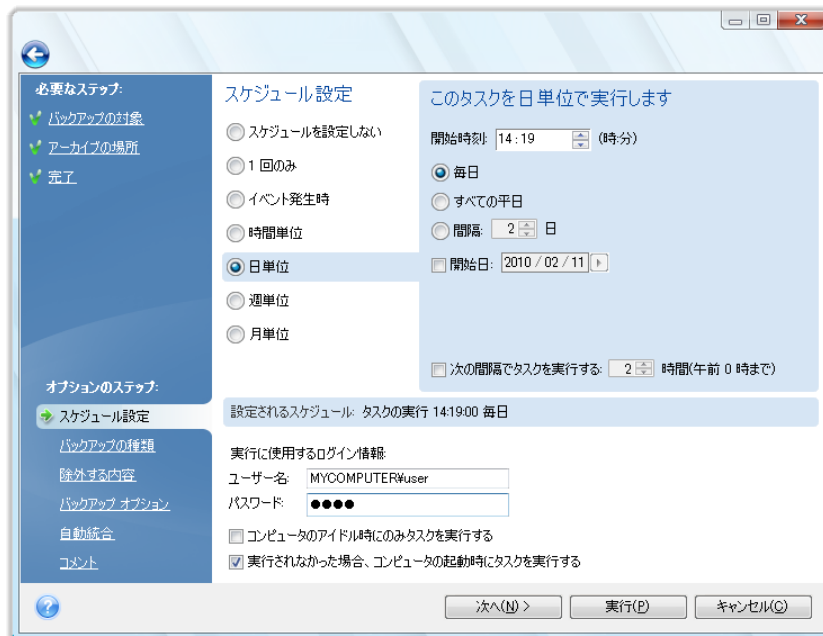 必要なステップ:
バックアップの対象
アーカイブの場所
完了
オプションのステップ:
スケジュール設定
バックアップの種類
除外する内容
バックアップ オプション
自動統合
コメント
スケジュール設定
スケジュールを設定しない
1 回のみ
イベント発生時
時間単位
日単位
週単位
月単位
このタスクを日単位で実行します
開始時刻: 14:19 (時:分)
毎日
すべての平日
間隔: 2 日
開始日: 2010 / 02 / 11
次の間隔でタスクを実行する: 2 時間(午前 0 時まで)
設定されるスケジュール: タスクの実行 14:19:00 毎日
実行に使用するログイン情報:
ユーザー名: MYCOMPUTER¥user
パスワード: ●●●●
コンピュータのアイドル時にのみタスクを実行する
実行されなかった場合、コンピュータの起動時にタスクを実行する
次へ(N) > 実行(P) キャンセル(C)